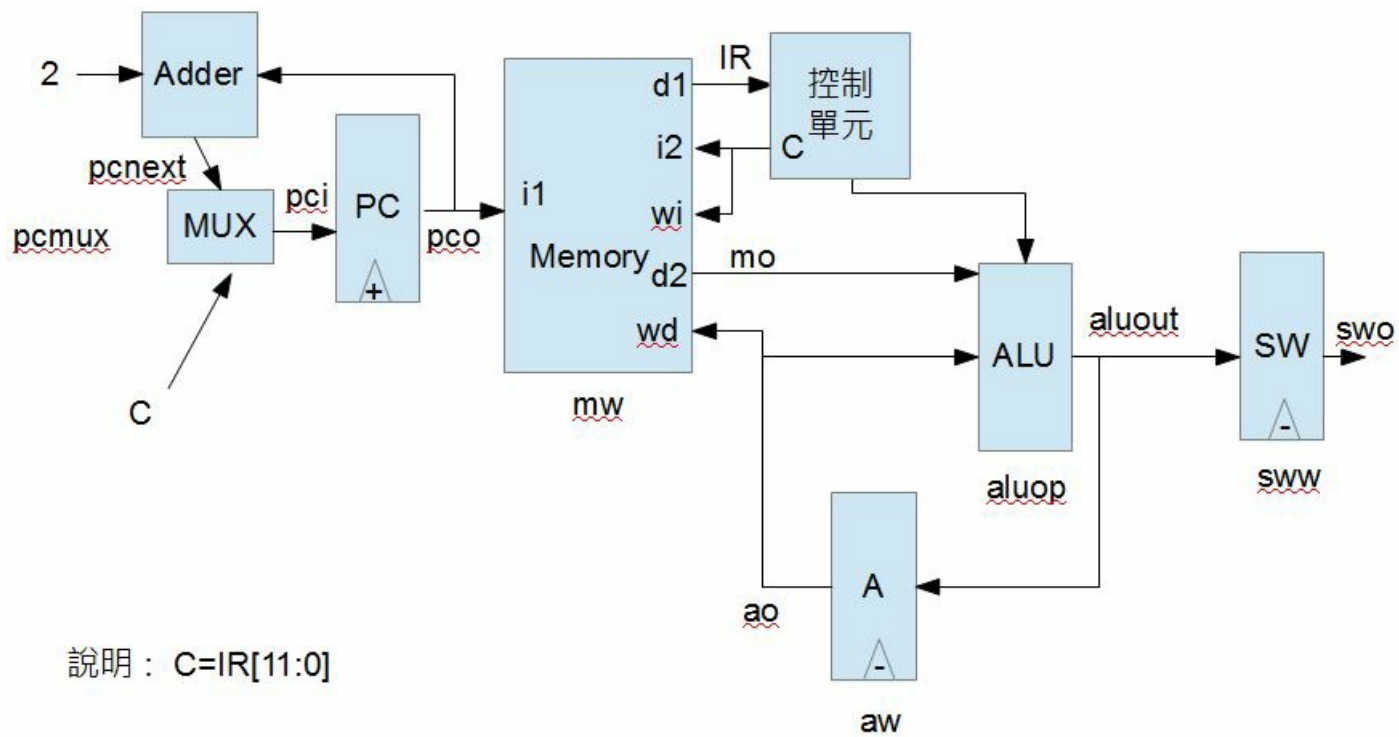 2
Adder
pcnext
pcmux
MUX
pci
PC
+
pco
C
i1
Memory
d1
i2
wi
d2
wd
mw
IR
控制
單元
C
mo
ALU
aluop
aluout
SW
-
swo
sww
A
-
ao
aw
說明： C=IR[11:0]